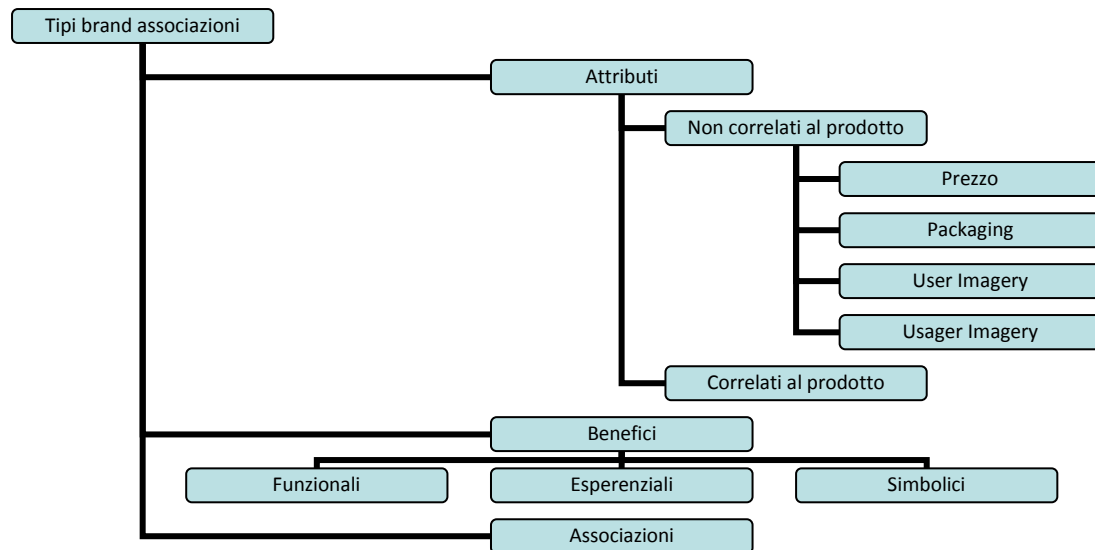 Tipi brand associazioni
Attributi
Non correlati al prodotto
Prezzo
Packaging
User Imagery
Usager Imagery
Correlati al prodotto
Benefici
Funzionali
Esperenziali
Simbolici
Associazioni